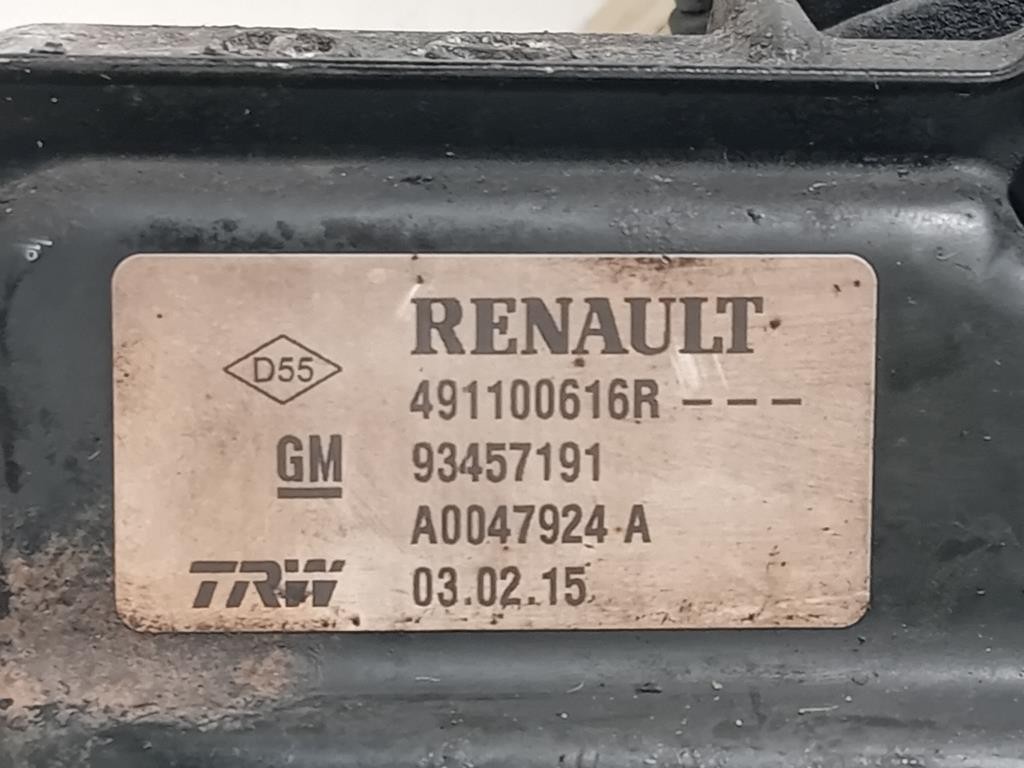 RENAULT
D55
491100616R ---
GM 93457191
A0047924 A
TRW 03.02.15